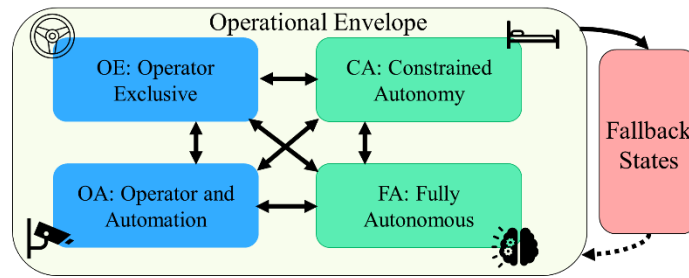 Operational Envelope
OE: Operator
Exclusive
CA: Constrained
Autonomy
OA: Operator and
Automation
FA: Fully
Autonomous
Fallback
States